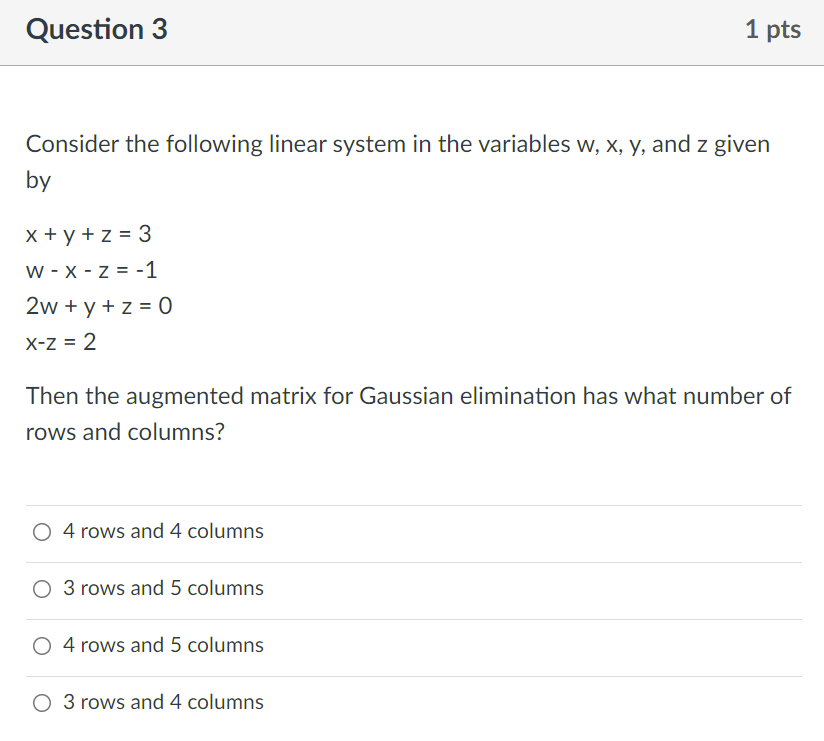 Question 3
1 pts
Consider the following linear system in the variables w, x, y, and z given
by
x + y + z = 3
w - x - z = -1
2w + y + z = 0
x-z = 2
Then the augmented matrix for Gaussian elimination has what number of
rows and columns?
4 rows and 4 columns
3 rows and 5 columns
4 rows and 5 columns
3 rows and 4 columns